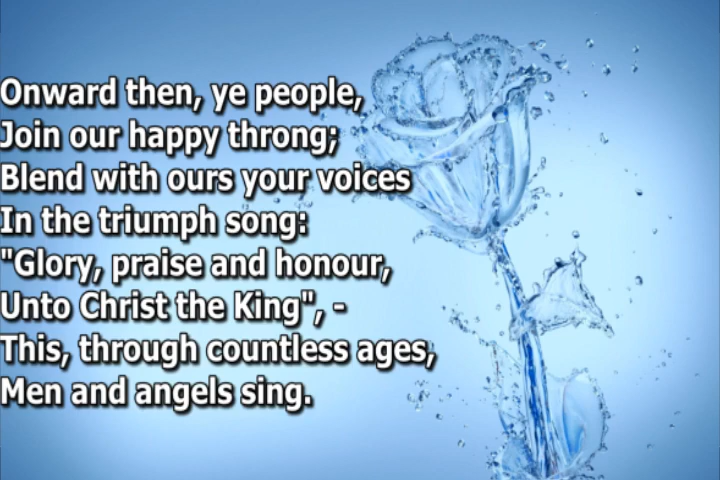 Onward then, ye people,
Join our happy throng;
Blend with ours your voices
In the triumph song:
"Glory, praise and honour,
Unto Christ the King", -
This, through countless ages,
Men and angels sing.